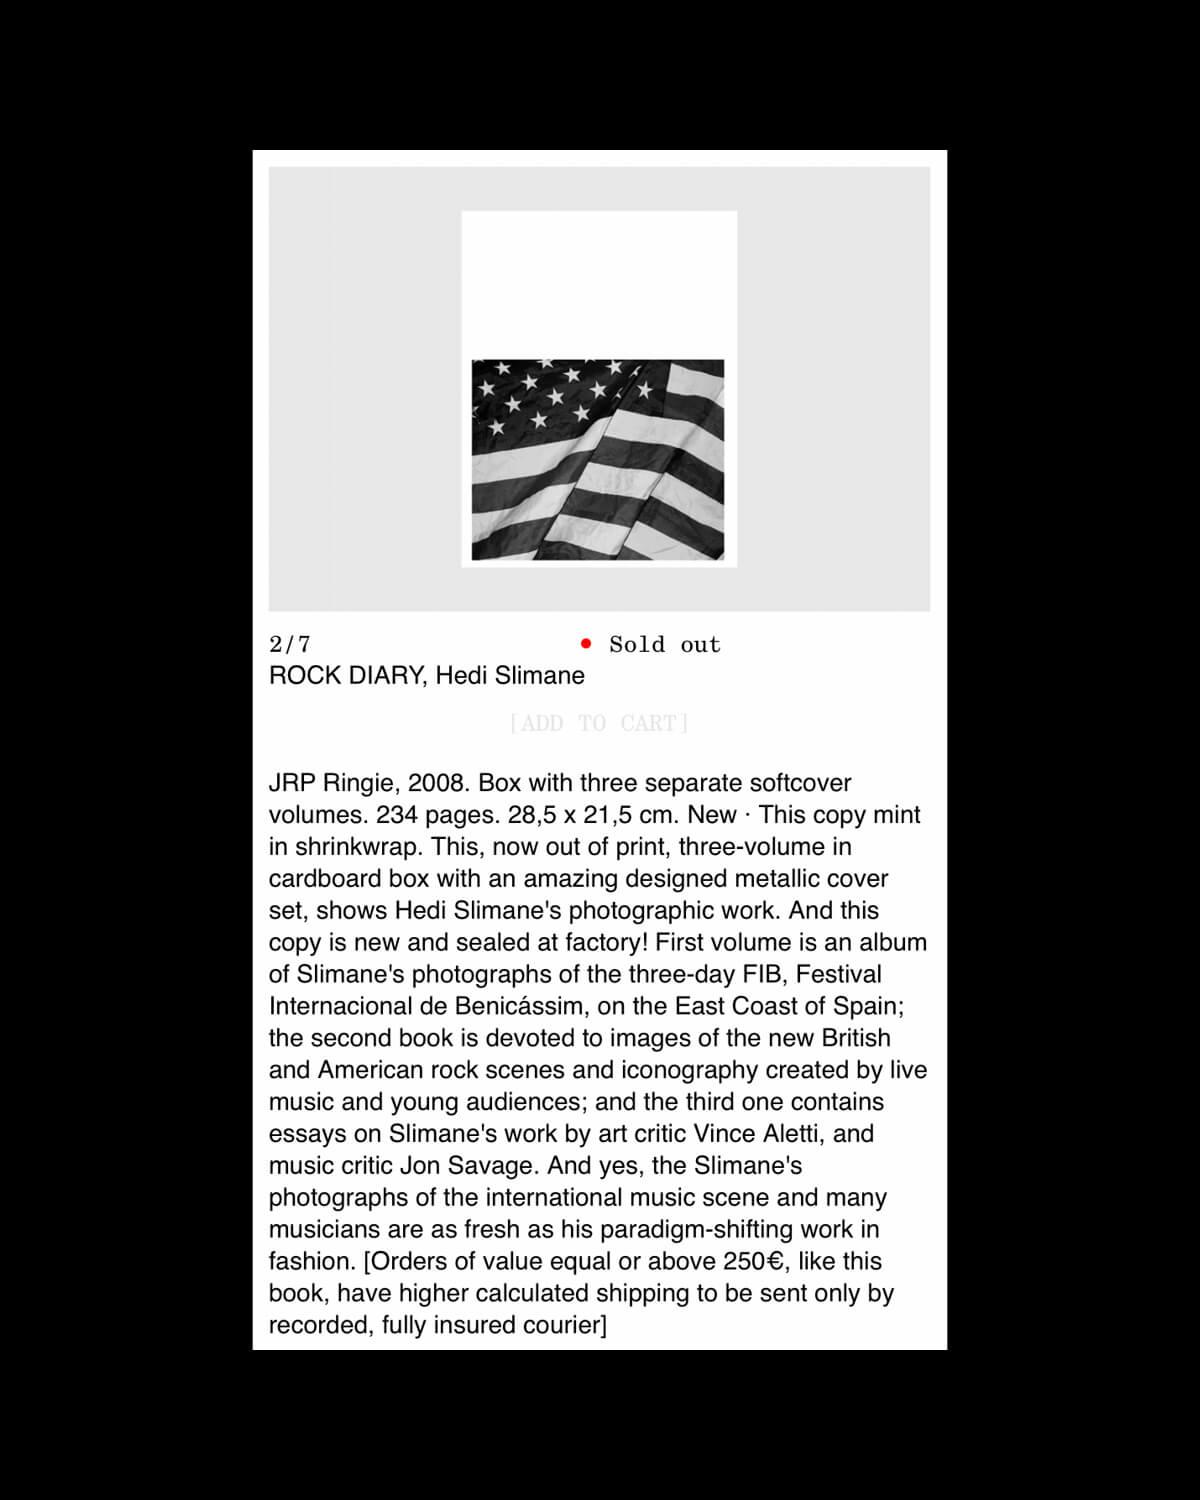 2/7
• Sold out
ROCK DIARY, Hedi Slimane
[ADD TO CART]
JRP Ringie, 2008. Box with three separate softcover
volumes. 234 pages. 28,5 x 21,5 cm. New · This copy mint
in shrinkwrap. This, now out of print, three-volume in
cardboard box with an amazing designed metallic cover
set, shows Hedi Slimane's photographic work. And this
copy is new and sealed at factory! First volume is an album
of Slimane's photographs of the three-day FIB, Festival
Internacional de Benicássim, on the East Coast of Spain;
the second book is devoted to images of the new British
and American rock scenes and iconography created by live
music and young audiences; and the third one contains
essays on Slimane's work by art critic Vince Aletti, and
music critic Jon Savage. And yes, the Slimane's
photographs of the international music scene and many
musicians are as fresh as his paradigm-shifting work in
fashion. [Orders of value equal or above 250€, like this
book, have higher calculated shipping to be sent only by
recorded, fully insured courier]